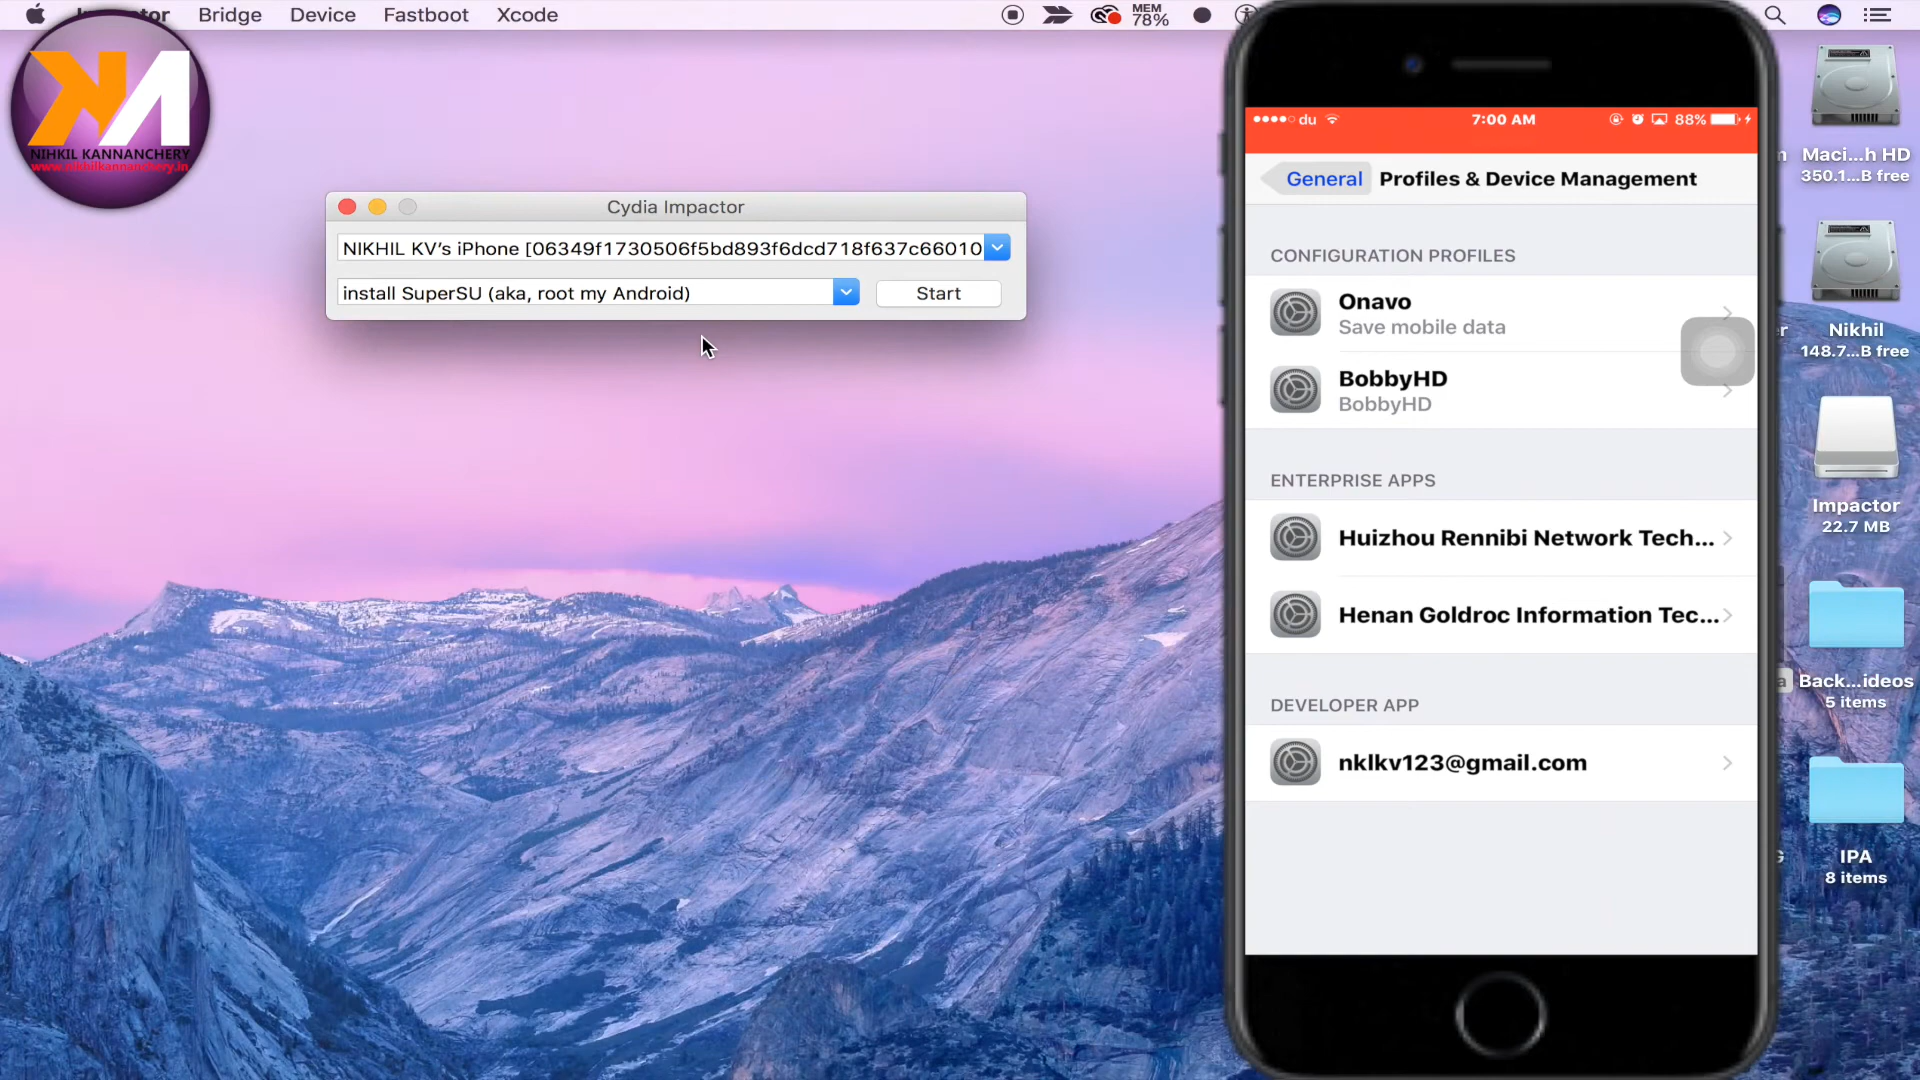 Bridge Device Fastboot Xcode
MEM
78%
NIHKIL KANNANCHERY
www.nikhilkannanchery.in
Cydia Impactor
NIKHIL KV’s iPhone [06349f1730506f5bd893f6dcd718f637c66010
install SuperSU (aka, root my Android)
Start
du
7:00 AM
88%
General
Profiles & Device Management
CONFIGURATION PROFILES
Onavo
Save mobile data
BobbyHD
BobbyHD
ENTERPRISE APPS
Huizhou Rennibi Network Tech...
Henan Goldroc Information Tec...
DEVELOPER APP
nklkv123@gmail.com
Maci...h HD
350.1...B free
Nikhil
148.7...B free
Impactor
22.7 MB
Back...ideos
5 items
IPA
8 items